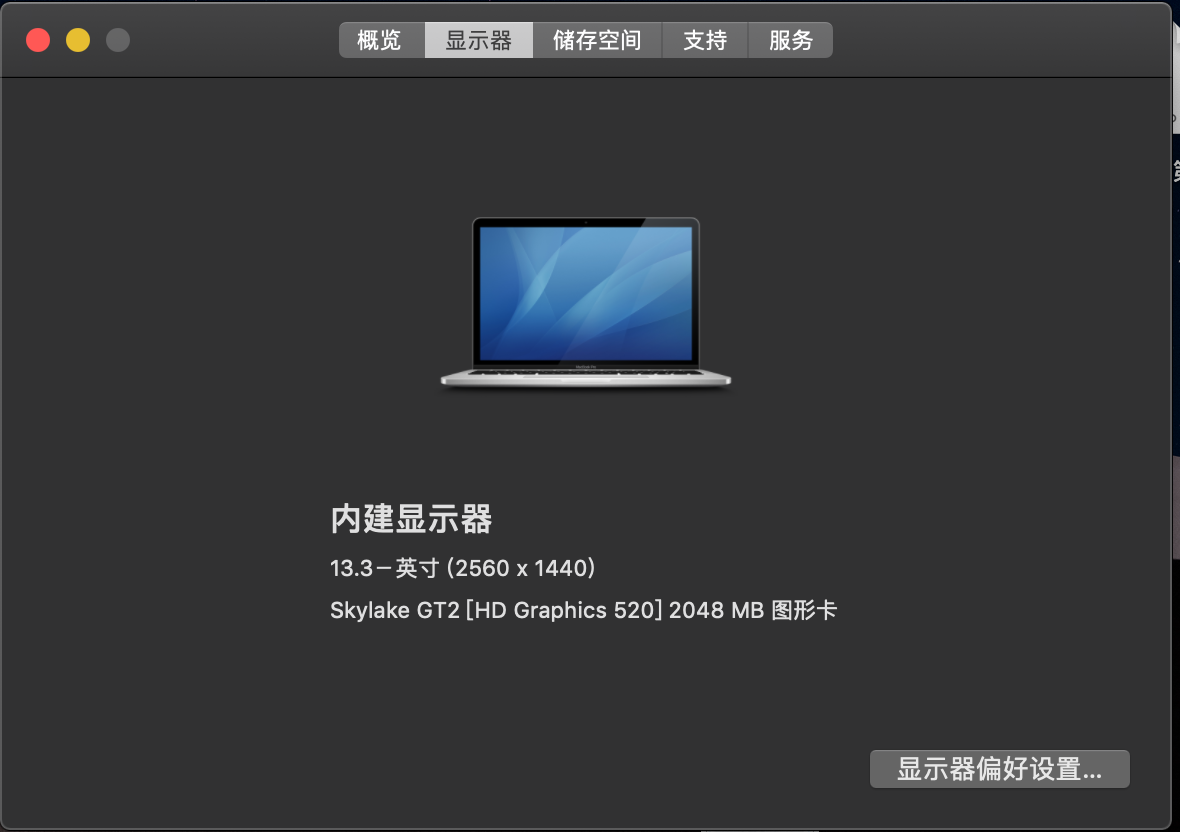 概览 显示器 储存空间 支持 服务
内建显示器
13.3－英寸 (2560 x 1440)
Skylake GT2 [HD Graphics 520] 2048 MB 图形卡
显示器偏好设置...